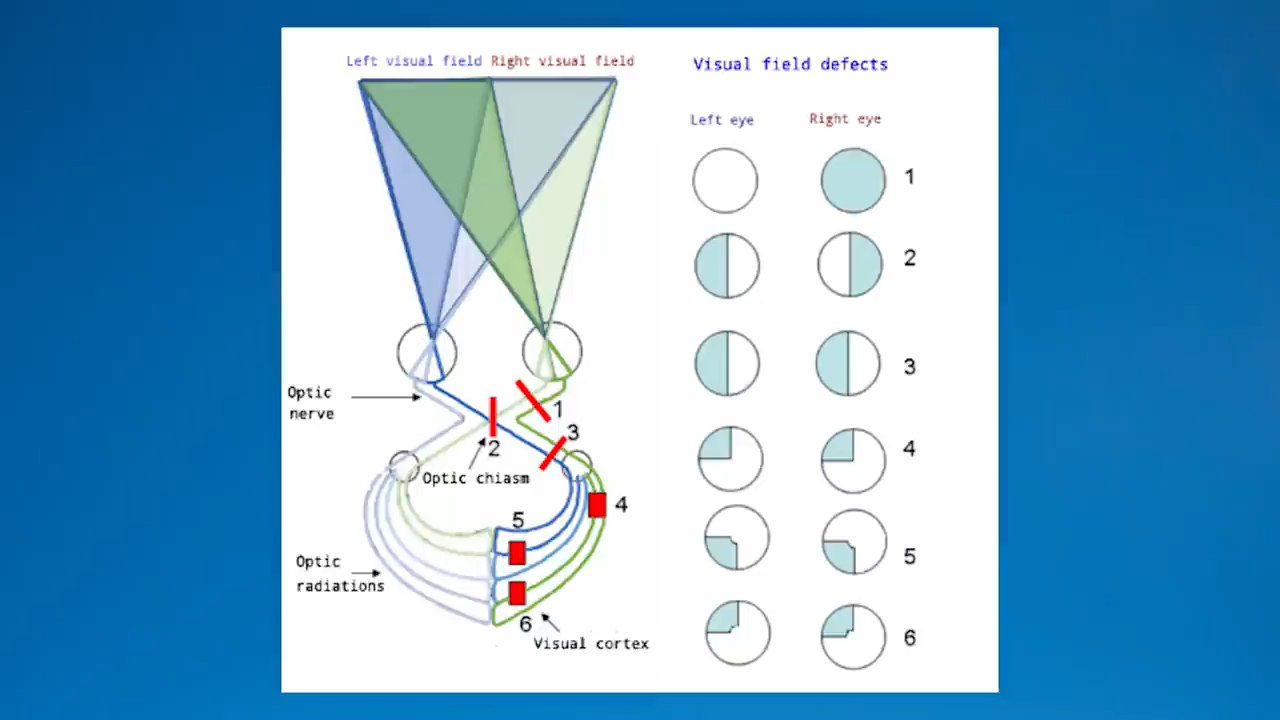 Left visual field Right visual field
Visual field defects
Left eye
Right eye
1
2
3
4
5
6
Optic
nerve
1
3
2
Optic chiasm
4
5
Optic
radiations
6
Visual cortex